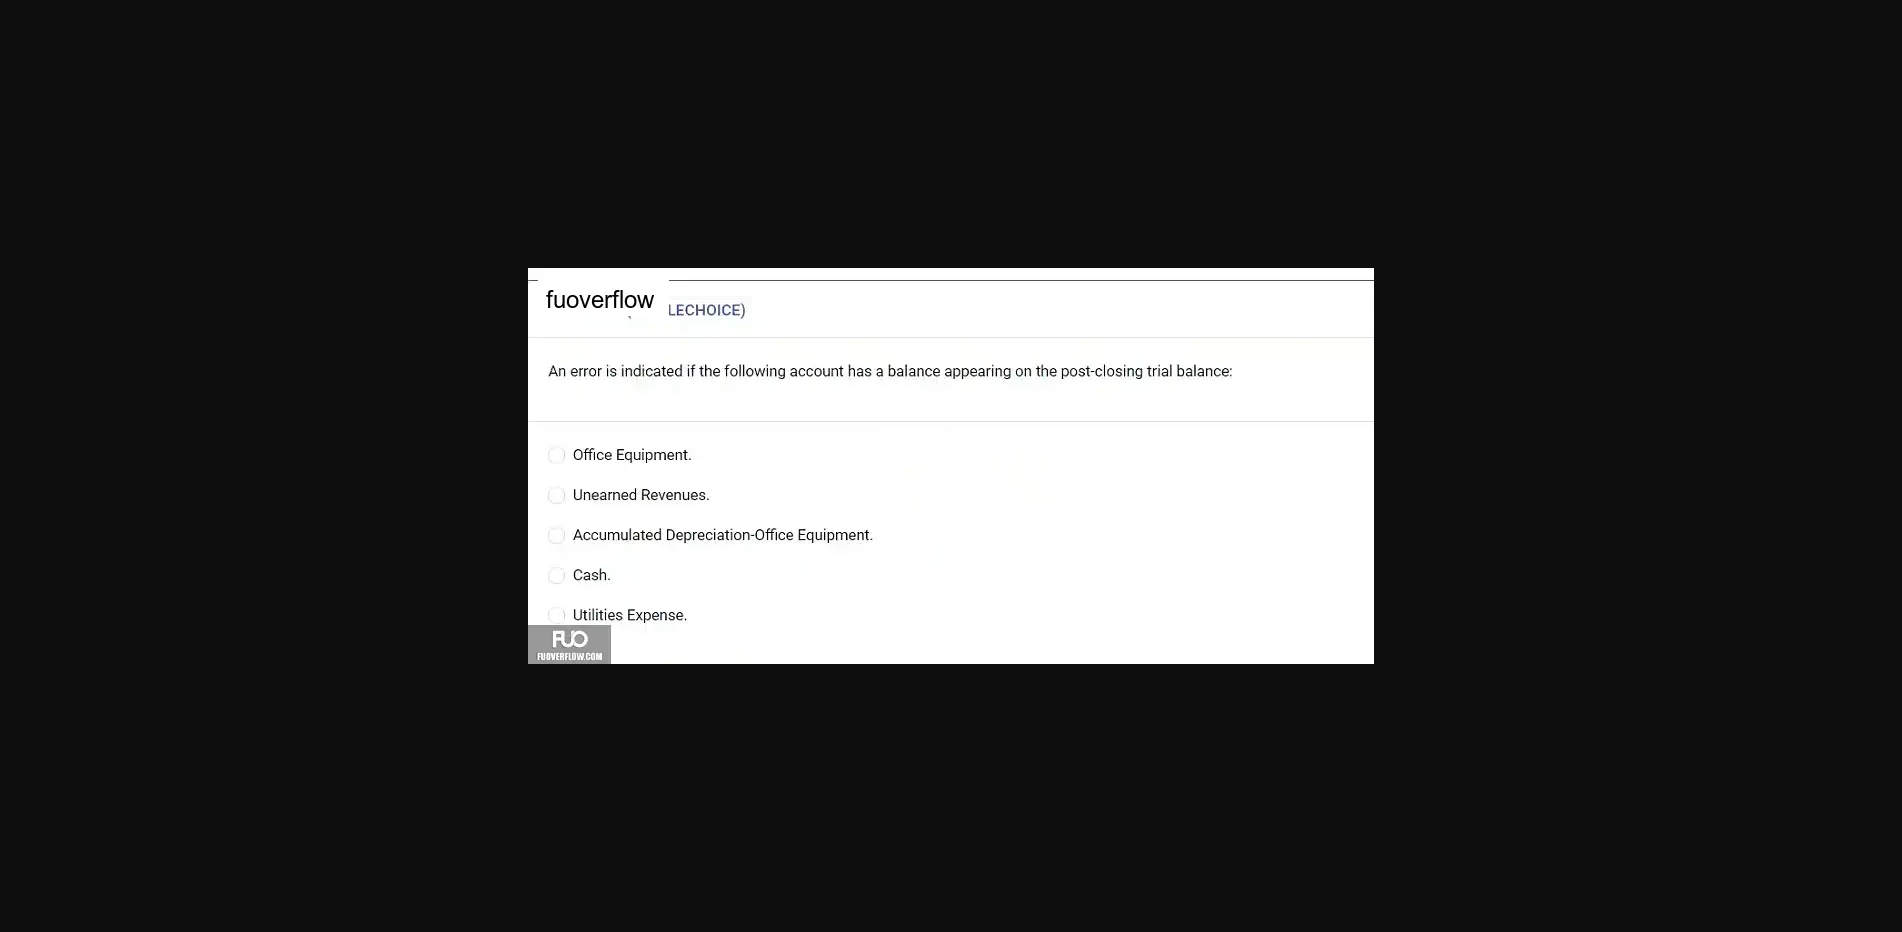 fuoverflow
LECHOICE)
An error is indicated if the following account has a balance appearing on the post-closing trial balance:
Office Equipment.
Unearned Revenues.
Accumulated Depreciation-Office Equipment.
Cash.
Utilities Expense.
FUO
FUOVERFLOW.COM